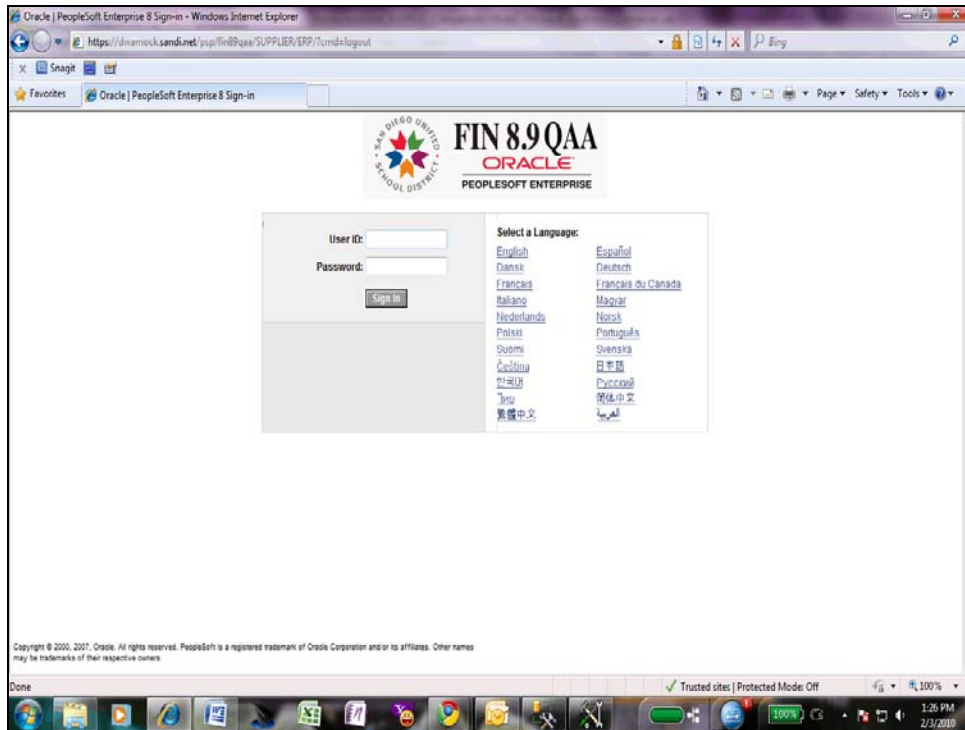 Oracle | PeopleSoft Enterprise 8 Sign-in - Windows Internet Explorer
https://dwarnock.sandi.net/psp/fin89qaa/SUPPLIER/ERP/?cmd=logout
Bing
x Snagit
Favorites Oracle | PeopleSoft Enterprise 8 Sign-in Page Safety Tools
SAN DIEGO UNIFIED SCHOOL DISTRICT
FIN 8.9 QAA
ORACLE
PEOPLESOFT ENTERPRISE
User ID:
Password:
Sign In
Select a Language:
English Español
Dansk Deutsch
Français Français du Canada
Italiano Magyar
Nederlands Norsk
Polski Português
Suomi Svenska
Čeština 日本語
한국어 Русский
ไทย 简体中文
繁體中文 العربية
Copyright © 2000, 2007, Oracle. All rights reserved. PeopleSoft is a registered trademark of Oracle Corporation and/or its affiliates. Other names
may be trademarks of their respective owners.
Done Trusted sites | Protected Mode: Off 100%
100% 1:26 PM
2/3/2010